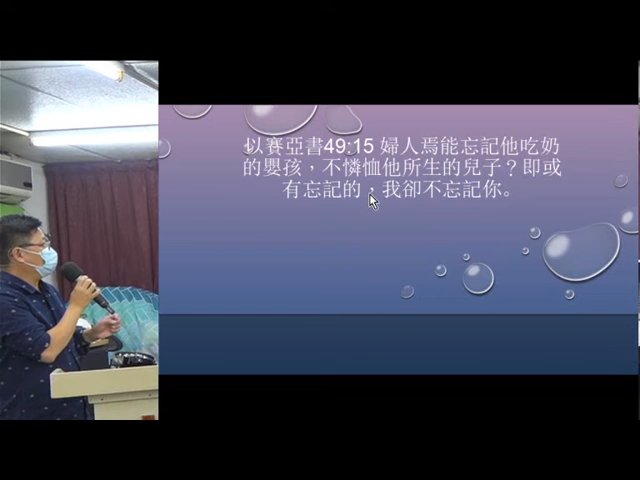 以賽亞書49:15 婦人焉能忘記他吃奶
的嬰孩，不憐恤他所生的兒子？即或
有忘記的，我卻不忘記你。